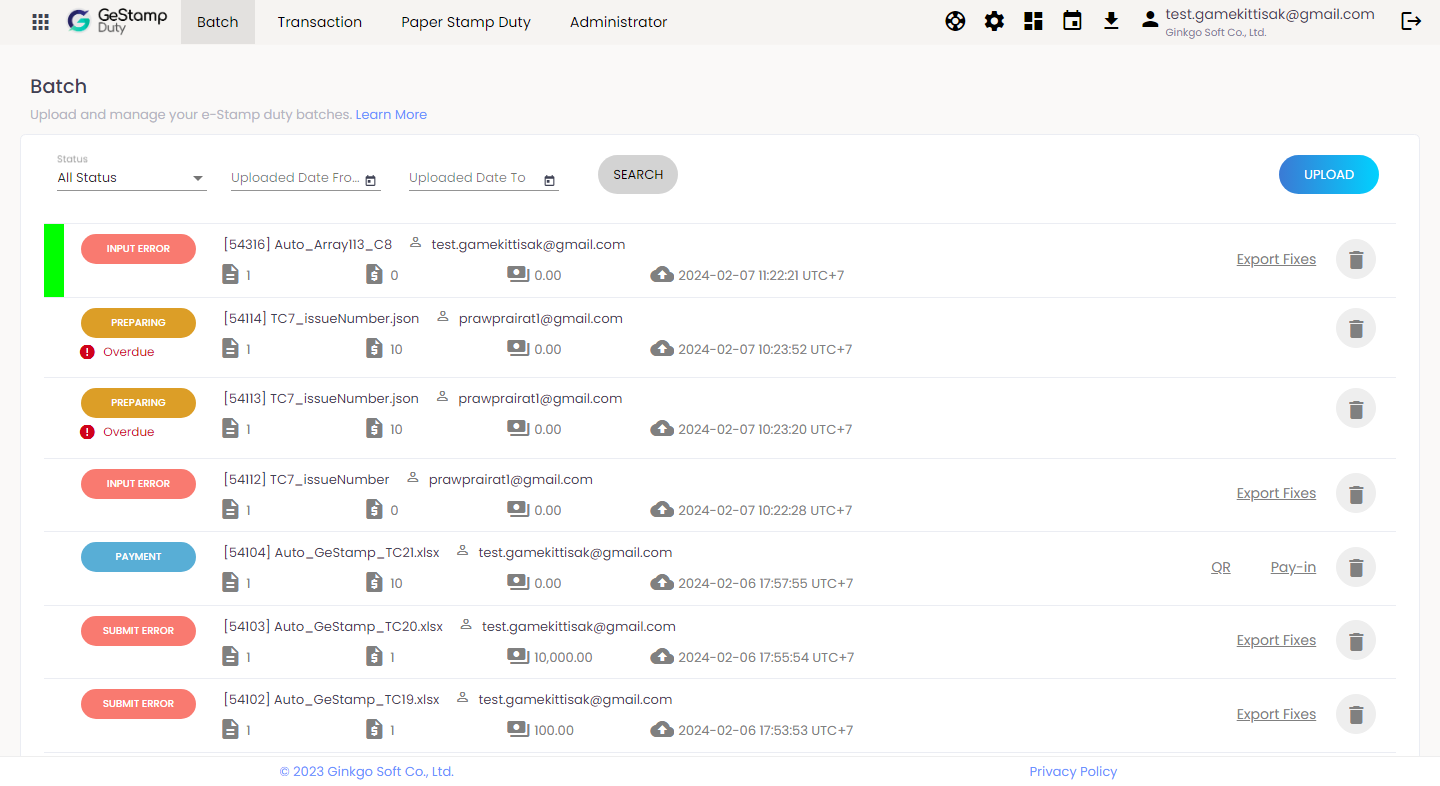 GeStamp
Duty
Batch
Transaction
Paper Stamp Duty
Administrator
test.gamekittisak@gmail.com
Ginkgo Soft Co., Ltd.
Batch
Upload and manage your e-Stamp duty batches. Learn More
Status
All Status
Uploaded Date Fro...
Uploaded Date To
SEARCH
UPLOAD
INPUT ERROR
[54316] Auto_Array113_C8 test.gamekittisak@gmail.com
1 0 0.00 2024-02-07 11:22:21 UTC+7
Export Fixes
PREPARING
Overdue
[54114] TC7_issueNumber.json prawprairat1@gmail.com
1 10 0.00 2024-02-07 10:23:52 UTC+7
PREPARING
Overdue
[54113] TC7_issueNumber.json prawprairat1@gmail.com
1 10 0.00 2024-02-07 10:23:20 UTC+7
INPUT ERROR
[54112] TC7_issueNumber prawprairat1@gmail.com
1 0 0.00 2024-02-07 10:22:28 UTC+7
Export Fixes
PAYMENT
[54104] Auto_GeStamp_TC21.xlsx test.gamekittisak@gmail.com
1 10 0.00 2024-02-06 17:57:55 UTC+7
QR Pay-in
SUBMIT ERROR
[54103] Auto_GeStamp_TC20.xlsx test.gamekittisak@gmail.com
1 1 10,000.00 2024-02-06 17:55:54 UTC+7
Export Fixes
SUBMIT ERROR
[54102] Auto_GeStamp_TC19.xlsx test.gamekittisak@gmail.com
1 1 100.00 2024-02-06 17:53:53 UTC+7
Export Fixes
© 2023 Ginkgo Soft Co., Ltd.
Privacy Policy